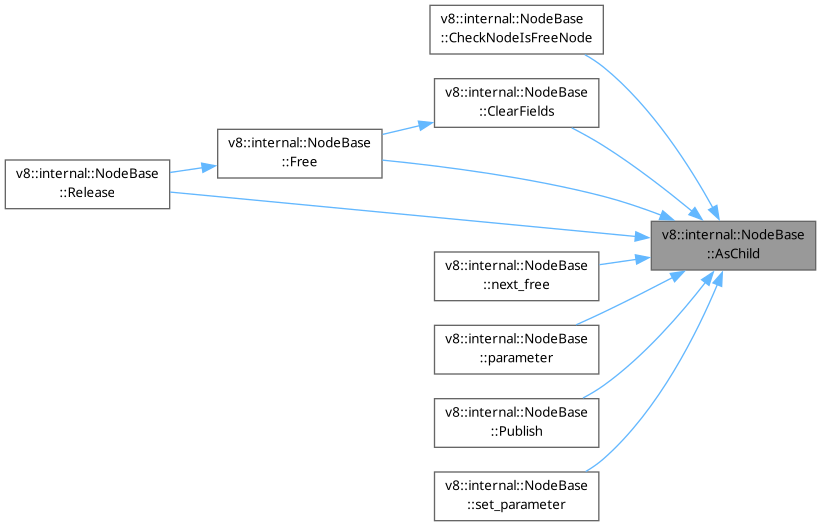 v8::internal::NodeBase
::CheckNodeIsFreeNode
v8::internal::NodeBase
::ClearFields
v8::internal::NodeBase
::Free
v8::internal::NodeBase
::Release
v8::internal::NodeBase
::AsChild
v8::internal::NodeBase
::next_free
v8::internal::NodeBase
::parameter
v8::internal::NodeBase
::Publish
v8::internal::NodeBase
::set_parameter